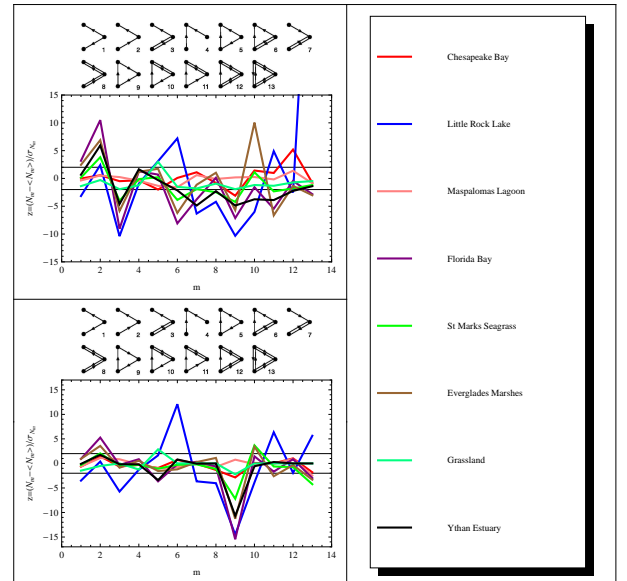 1 2 3 4 5 6 7
8 9 10 11 12 13
15
10
5
0
-5
-10
-15
0 2 4 6 8 10 12 14
m
z=(N_m-<N_m>)/σ_{N_m}
1 2 3 4 5 6 7
8 9 10 11 12 13
15
10
5
0
-5
-10
-15
0 2 4 6 8 10 12 14
m
z=(N_m-<N_m>)/σ_{N_m}
Chesapeake Bay
Little Rock Lake
Maspalomas Lagoon
Florida Bay
St Marks Seagrass
Everglades Marshes
Grassland
Ythan Estuary